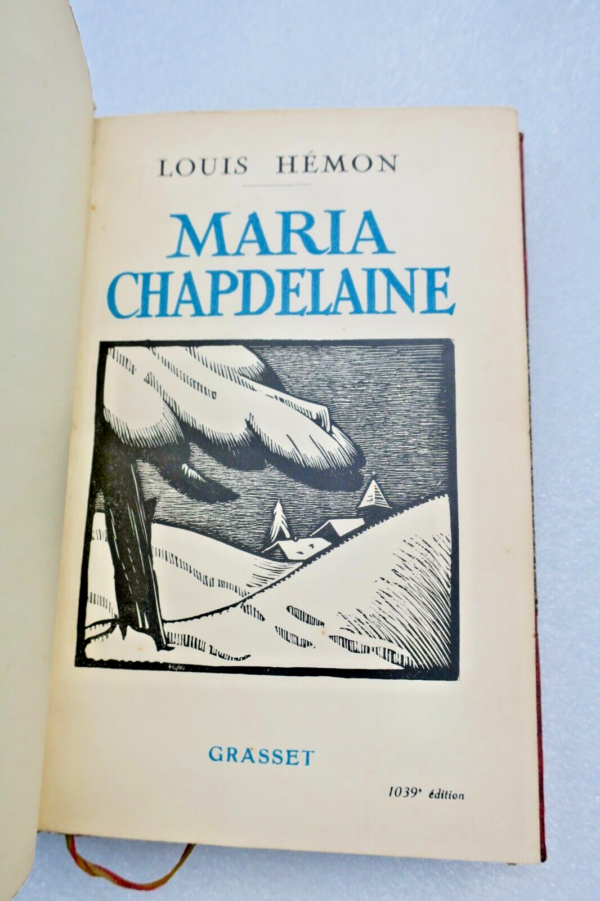 LOUIS HÉMON
MARIA
CHAPDELAINE
GRASSET
1039e édition